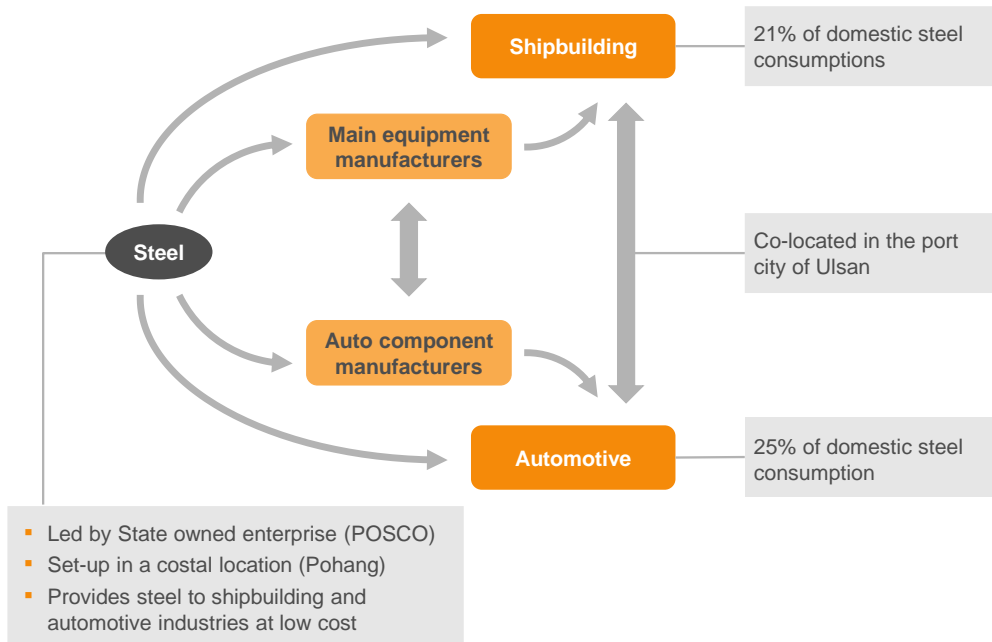 Shipbuilding
21% of domestic steel
consumptions
Main equipment
manufacturers
Steel
Co-located in the port
city of Ulsan
Auto component
manufacturers
Automotive
25% of domestic steel
consumption
▪ Led by State owned enterprise (POSCO)
▪ Set-up in a costal location (Pohang)
▪ Provides steel to shipbuilding and
automotive industries at low cost